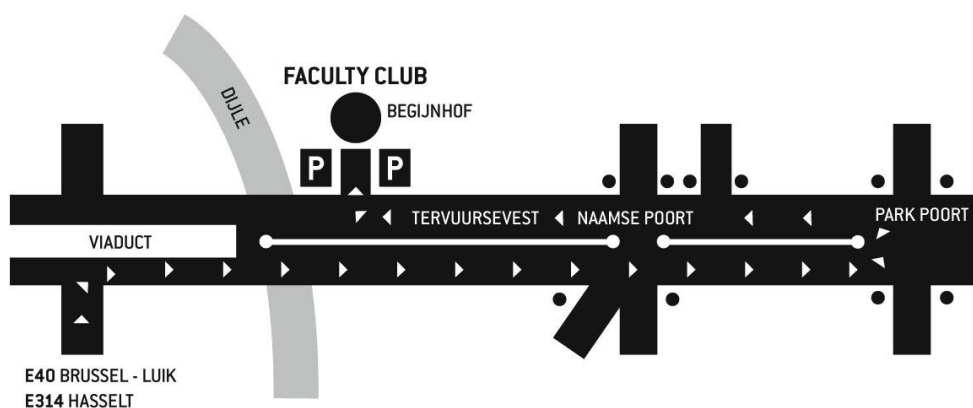 FACULTY CLUB
BEGIJNHOF
DIJLE
P P
TERVUURSEVEST NAAMSE POORT PARK POORT
VIADUCT
E40 BRUSSEL - LUIK
E314 HASSELT